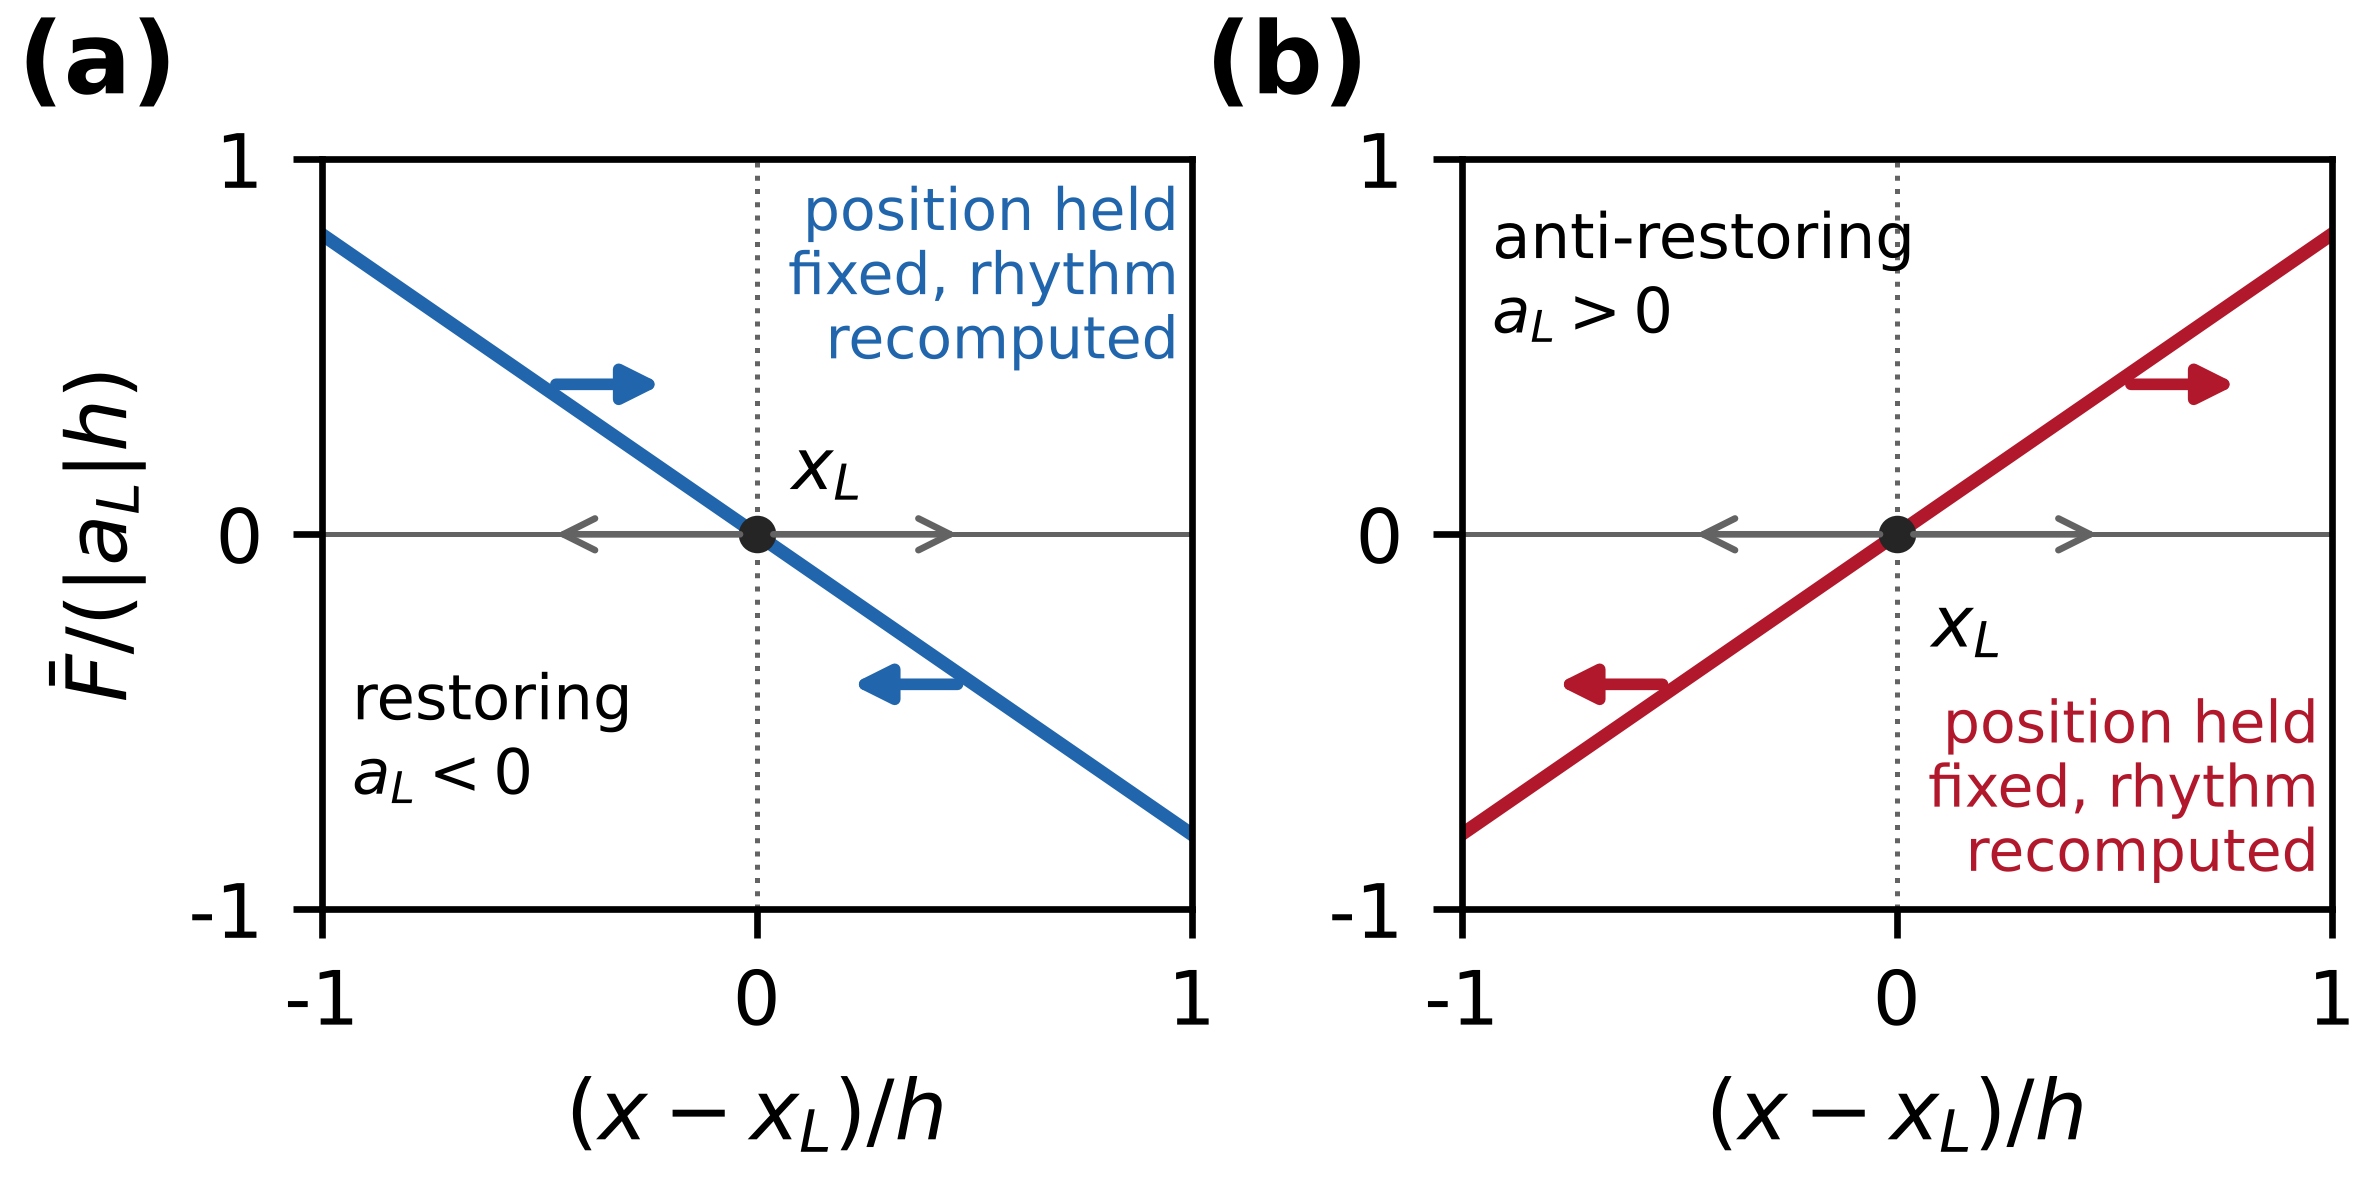 (a)
1
0
-1
F̄/(|a_L|h)
position held
fixed, rhythm
recomputed
x_L
restoring
a_L < 0
-1
0
1
(x − x_L)/h
(b)
1
0
-1
anti-restoring
a_L > 0
x_L
position held
fixed, rhythm
recomputed
-1
0
1
(x − x_L)/h